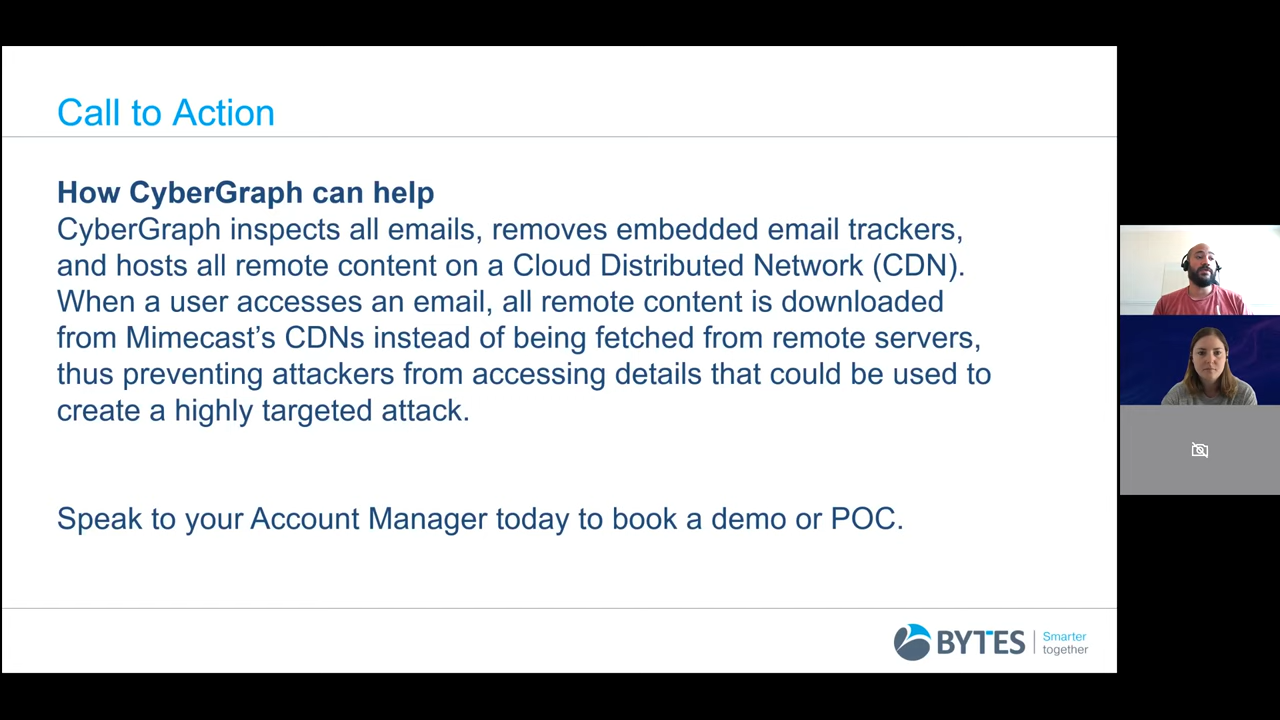 Call to Action
How CyberGraph can help
CyberGraph inspects all emails, removes embedded email trackers,
and hosts all remote content on a Cloud Distributed Network (CDN).
When a user accesses an email, all remote content is downloaded
from Mimecast’s CDNs instead of being fetched from remote servers,
thus preventing attackers from accessing details that could be used to
create a highly targeted attack.
Speak to your Account Manager today to book a demo or POC.
BYTES
Smarter
together